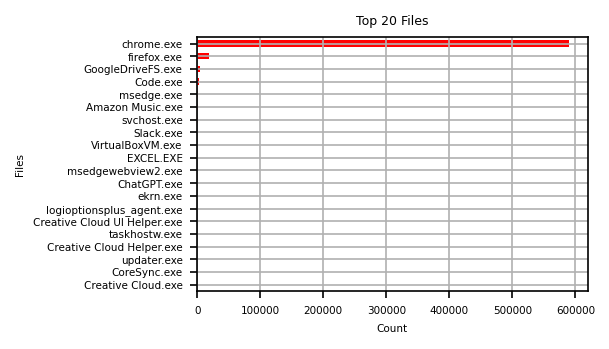 Top 20 Files
chrome.exe
firefox.exe
GoogleDriveFS.exe
Code.exe
msedge.exe
Amazon Music.exe
svchost.exe
Slack.exe
VirtualBoxVM.exe
EXCEL.EXE
msedgewebview2.exe
ChatGPT.exe
ekrn.exe
logioptionsplus_agent.exe
Creative Cloud UI Helper.exe
taskhostw.exe
Creative Cloud Helper.exe
updater.exe
CoreSync.exe
Creative Cloud.exe
Files
0 100000 200000 300000 400000 500000 600000
Count